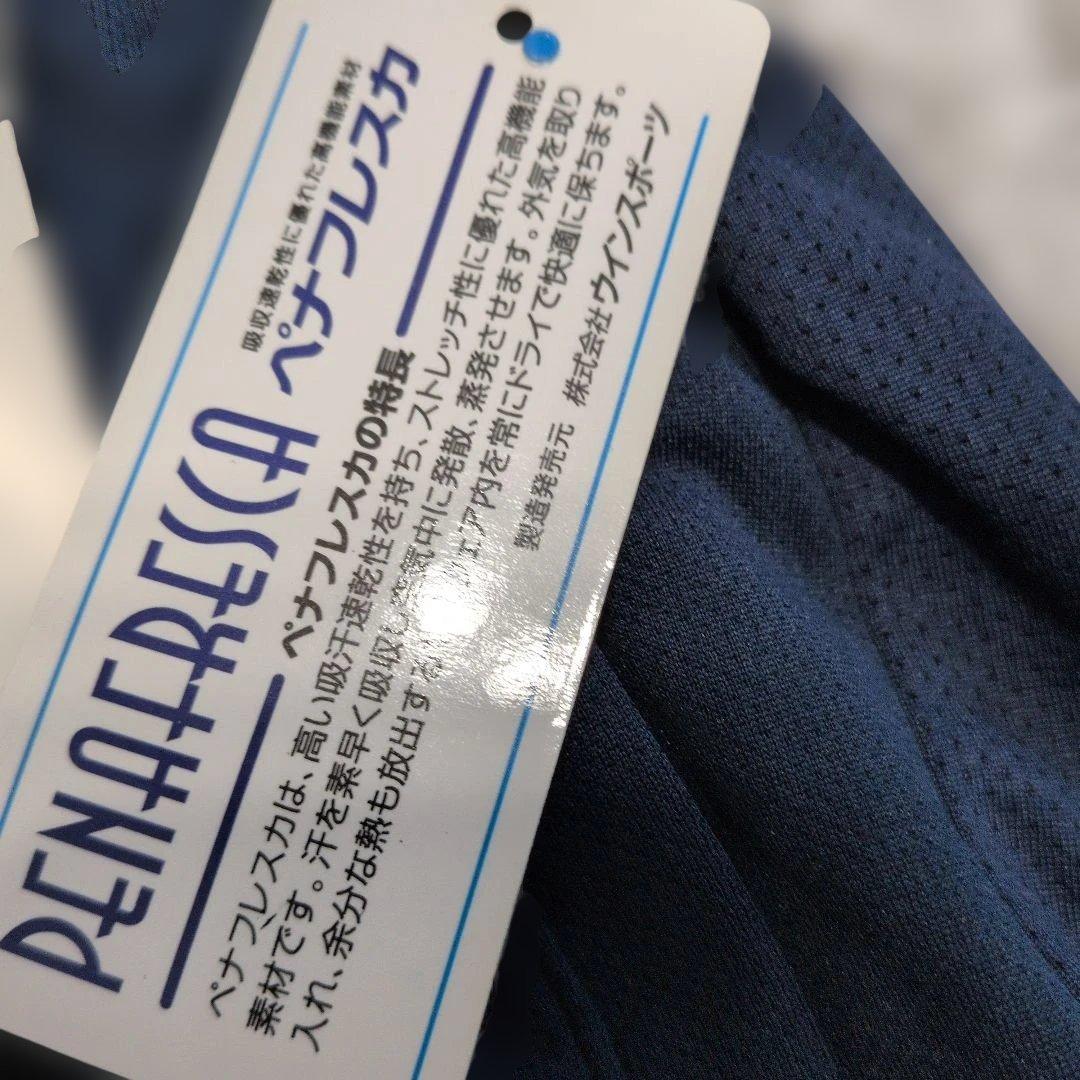 PENAFRESCA
吸収速乾性に優れた高機能素材
ペナフレスカ
ペナフレスカの特長
ペナフレスカは、高い吸汗速乾性を持ち、ストレッチ性に優れた高機能
素材です。汗を素早く吸収し空気中に発散、蒸発させます。外気を取り
入れ、余分な熱も放出する ェア内を常にドライで快適に保ちます。
製造発売元 株式会社ウインスポーツ